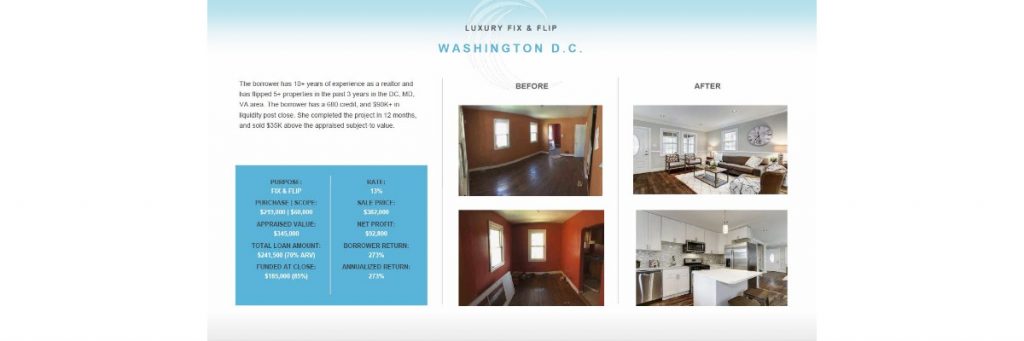 LUXURY FIX & FLIP
WASHINGTON D.C.
The borrower has 10+ years of experience as a realtor and
has flipped 5+ properties in the past 3 years in the DC, MD,
VA area. The borrower has a 680 credit, and $90K+ in
liquidity post close. She completed the project in 12 months,
and sold $35K above the appraised subject-to value.
PURPOSE:
FIX & FLIP
PURCHASE | SCOPE:
$219,000 | $60,000
APPRAISED VALUE:
$345,000
TOTAL LOAN AMOUNT:
$241,500 (70% ARV)
FUNDED AT CLOSE:
$185,000 (85%)
RATE:
13%
SALE PRICE:
$382,000
NET PROFIT:
$92,800
BORROWER RETURN:
273%
ANNUALIZED RETURN:
273%
BEFORE
AFTER